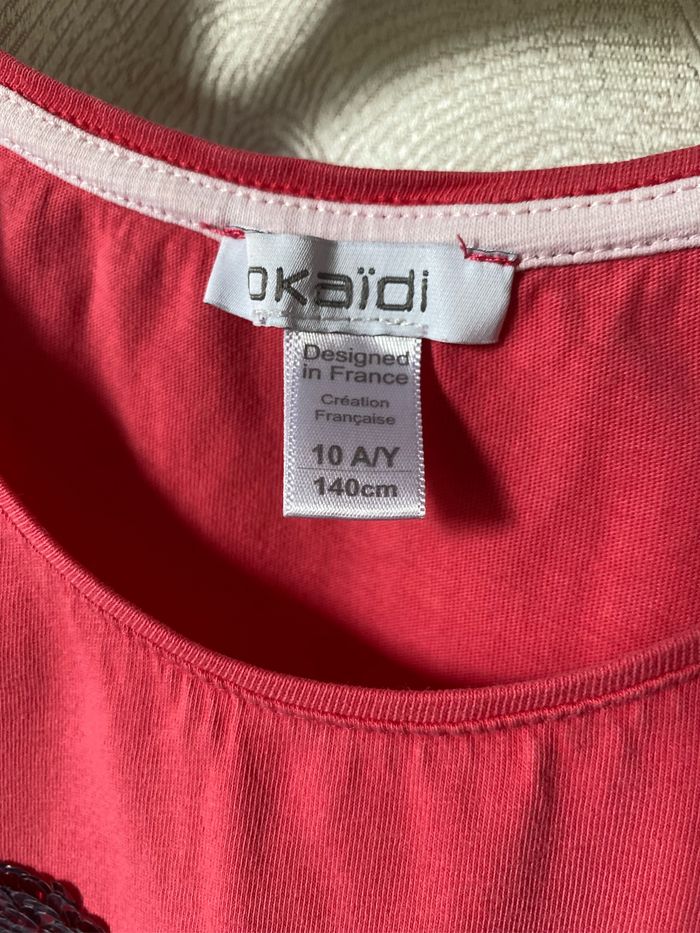 okaïdi
Designed
in France
Création
Française
10 A/Y
140cm